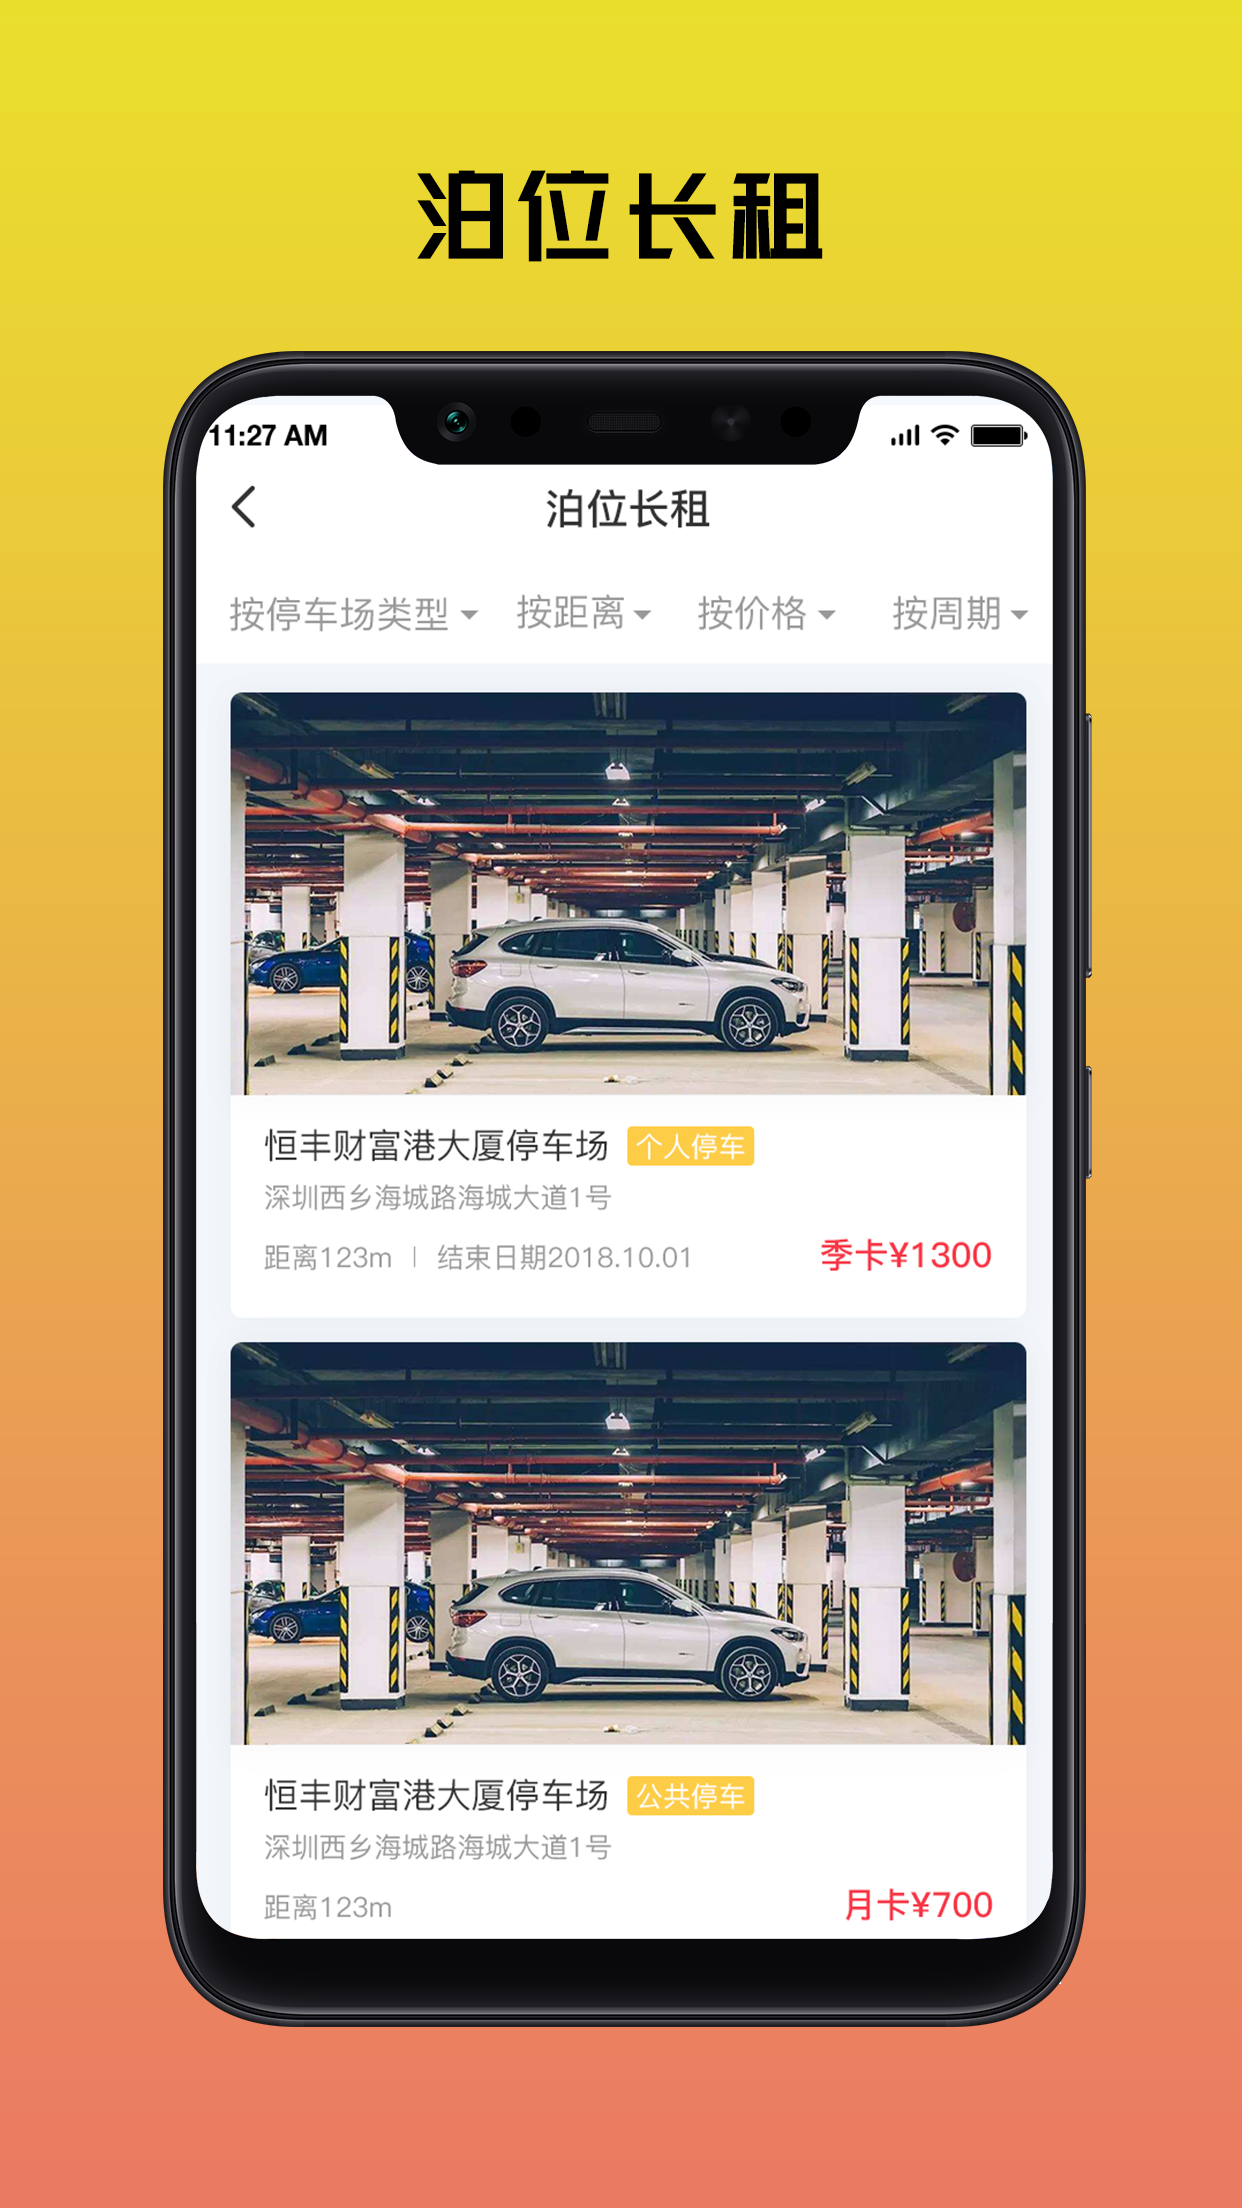 泊位长租
11:27 AM
泊位长租
按停车场类型 按距离 按价格 按周期
恒丰财富港大厦停车场 个人停车
深圳西乡海城路海城大道1号
距离123m | 结束日期2018.10.01 季卡¥1300
恒丰财富港大厦停车场 公共停车
深圳西乡海城路海城大道1号
距离123m 月卡¥700